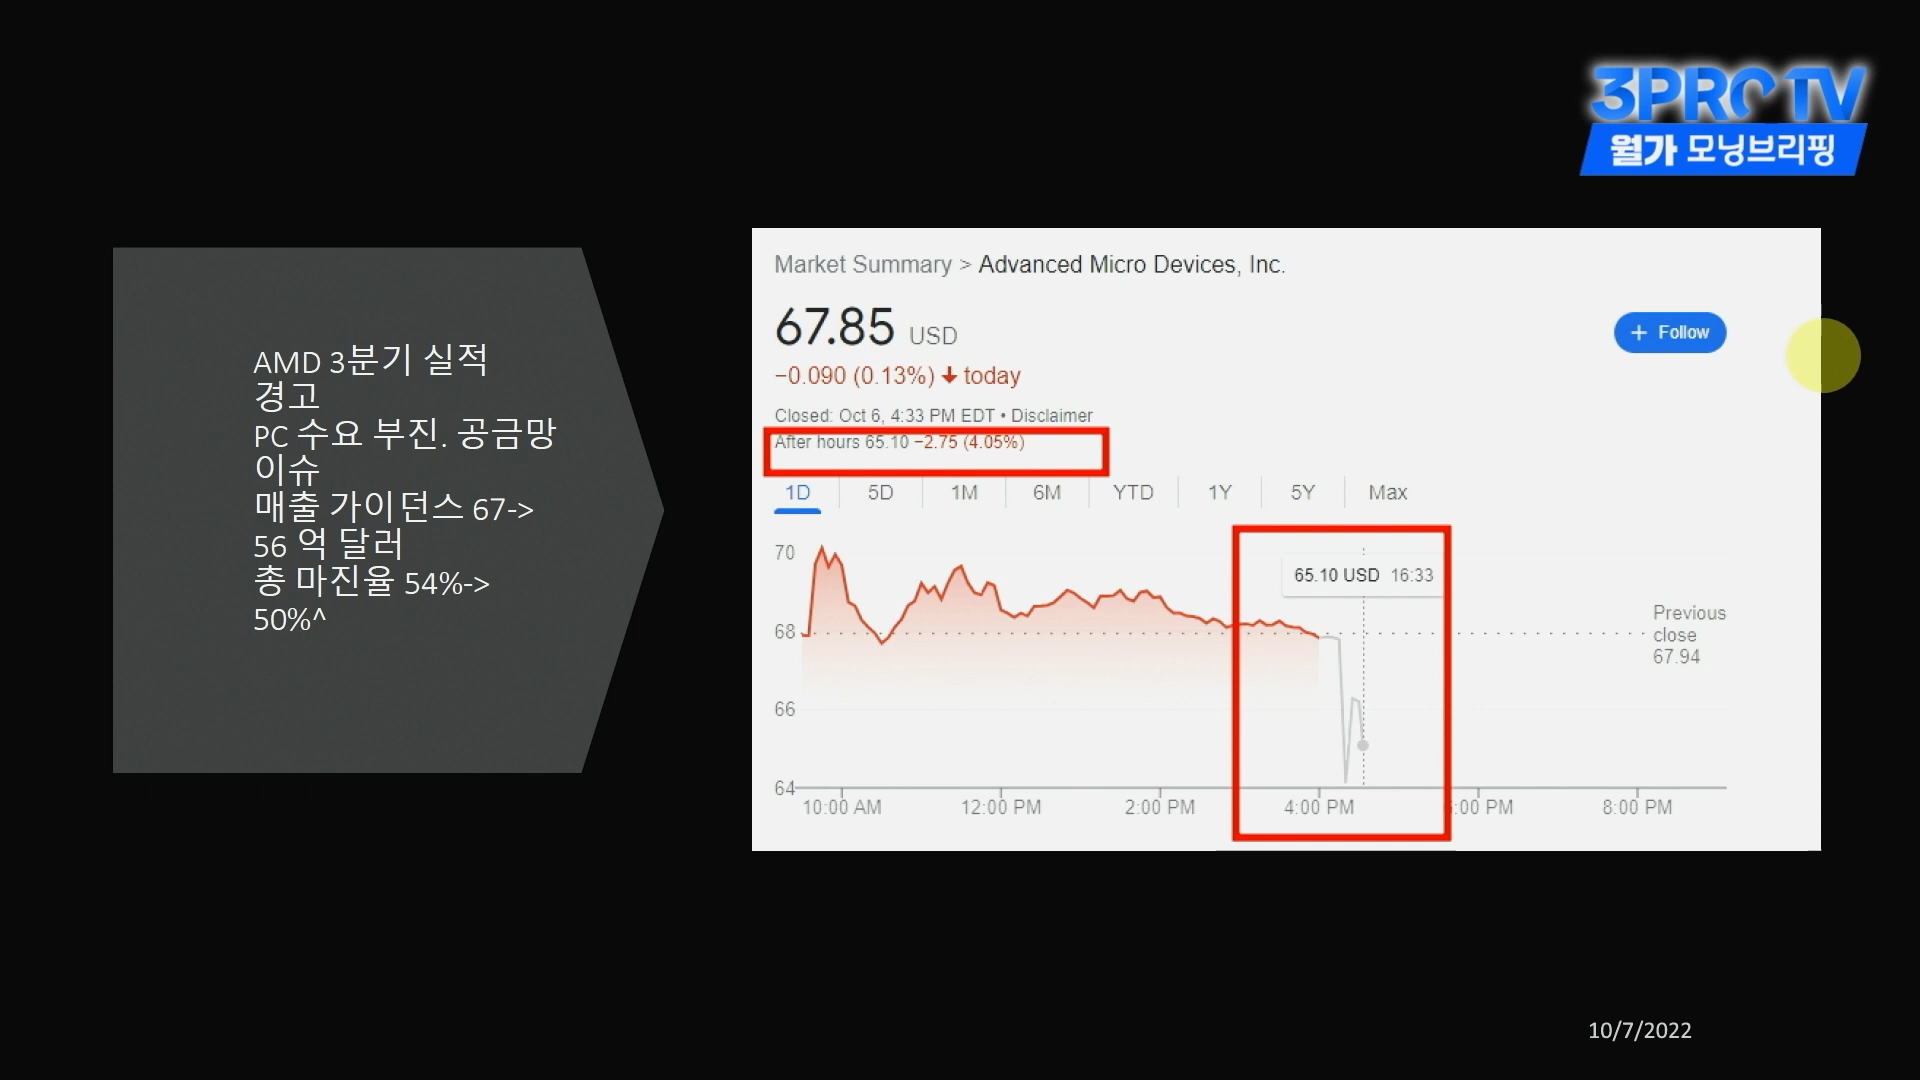 3PRO TV
월가 모닝브리핑
AMD 3분기 실적
경고
PC 수요 부진. 공급망
이슈
매출 가이던스 67->
56 억 달러
총 마진율 54%->
50%^
Market Summary > Advanced Micro Devices, Inc.
67.85 USD
+ Follow
−0.090 (0.13%) ↓ today
Closed: Oct 6, 4:33 PM EDT • Disclaimer
After hours 65.10 −2.75 (4.05%)
1D 5D 1M 6M YTD 1Y 5Y Max
70
65.10 USD 16:33
68
Previous
close
67.94
66
64
10:00 AM 12:00 PM 2:00 PM 4:00 PM 6:00 PM 8:00 PM
10/7/2022